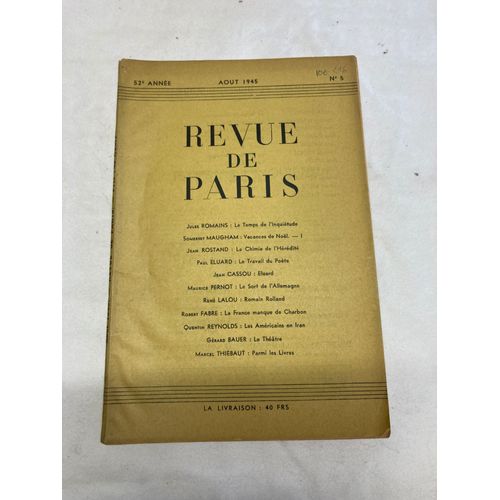 52e ANNÉE AOUT 1945 N° 5
REVUE
DE
PARIS
JULES ROMAINS : Le Temps de l'Inquiétude
SOMERSET MAUGHAM : Vacances de Noël. — I
JEAN ROSTAND : La Chimie de l'Hérédité
PAUL ELUARD : Le Travail du Poète
JEAN CASSOU : Eluard
MAURICE PERNOT : Le Sort de l'Allemagne
RENÉ LALOU : Romain Rolland
ROBERT FABRE : La France manque de Charbon
QUENTIN REYNOLDS : Les Américains en Iran
GÉRARD BAUER : Le Théâtre
MARCEL THIÉBAUT : Parmi les Livres
LA LIVRAISON : 40 FRS